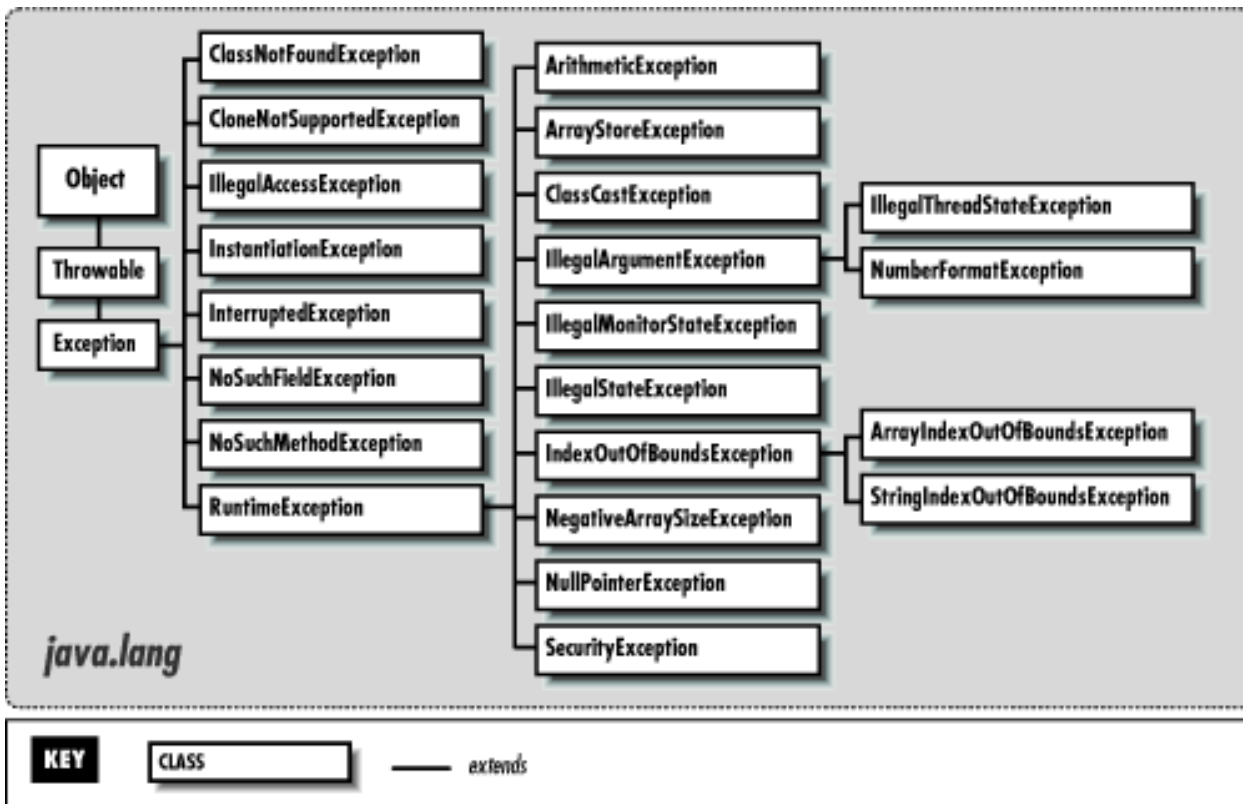 Object
Throwable
Exception
ClassNotFoundException
CloneNotSupportedException
IllegalAccessException
InstantiationException
InterruptedException
NoSuchFieldException
NoSuchMethodException
RuntimeException
ArithmeticException
ArrayStoreException
ClassCastException
IllegalArgumentException
IllegalMonitorStateException
IllegalStateException
IndexOutOfBoundsException
NegativeArraySizeException
NullPointerException
SecurityException
IllegalThreadStateException
NumberFormatException
ArrayIndexOutOfBoundsException
StringIndexOutOfBoundsException
java.lang
KEY
CLASS
extends